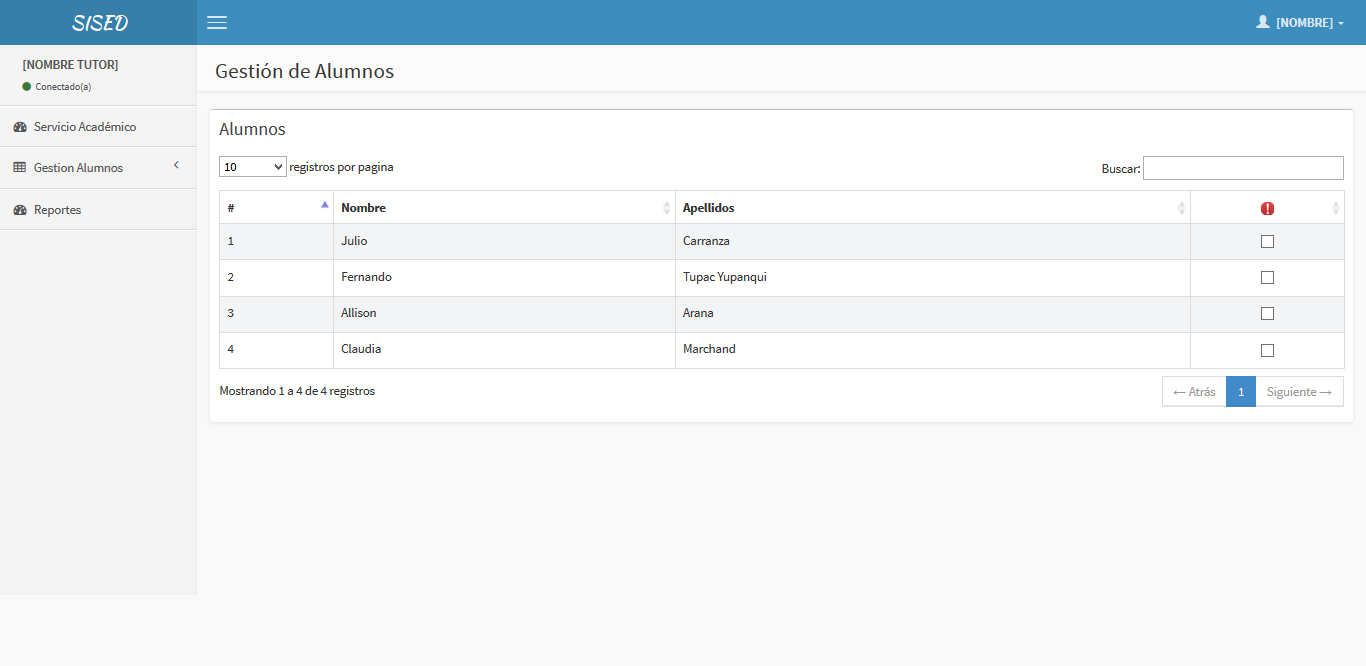 SISED
[NOMBRE]
[NOMBRE TUTOR]
Conectado(a)
Servicio Académico
Gestion Alumnos
Reportes
Gestión de Alumnos
Alumnos
10 registros por pagina
Buscar:
# Nombre Apellidos
1 Julio Carranza
2 Fernando Tupac Yupanqui
3 Allison Arana
4 Claudia Marchand
Mostrando 1 a 4 de 4 registros
← Atrás 1 Siguiente →